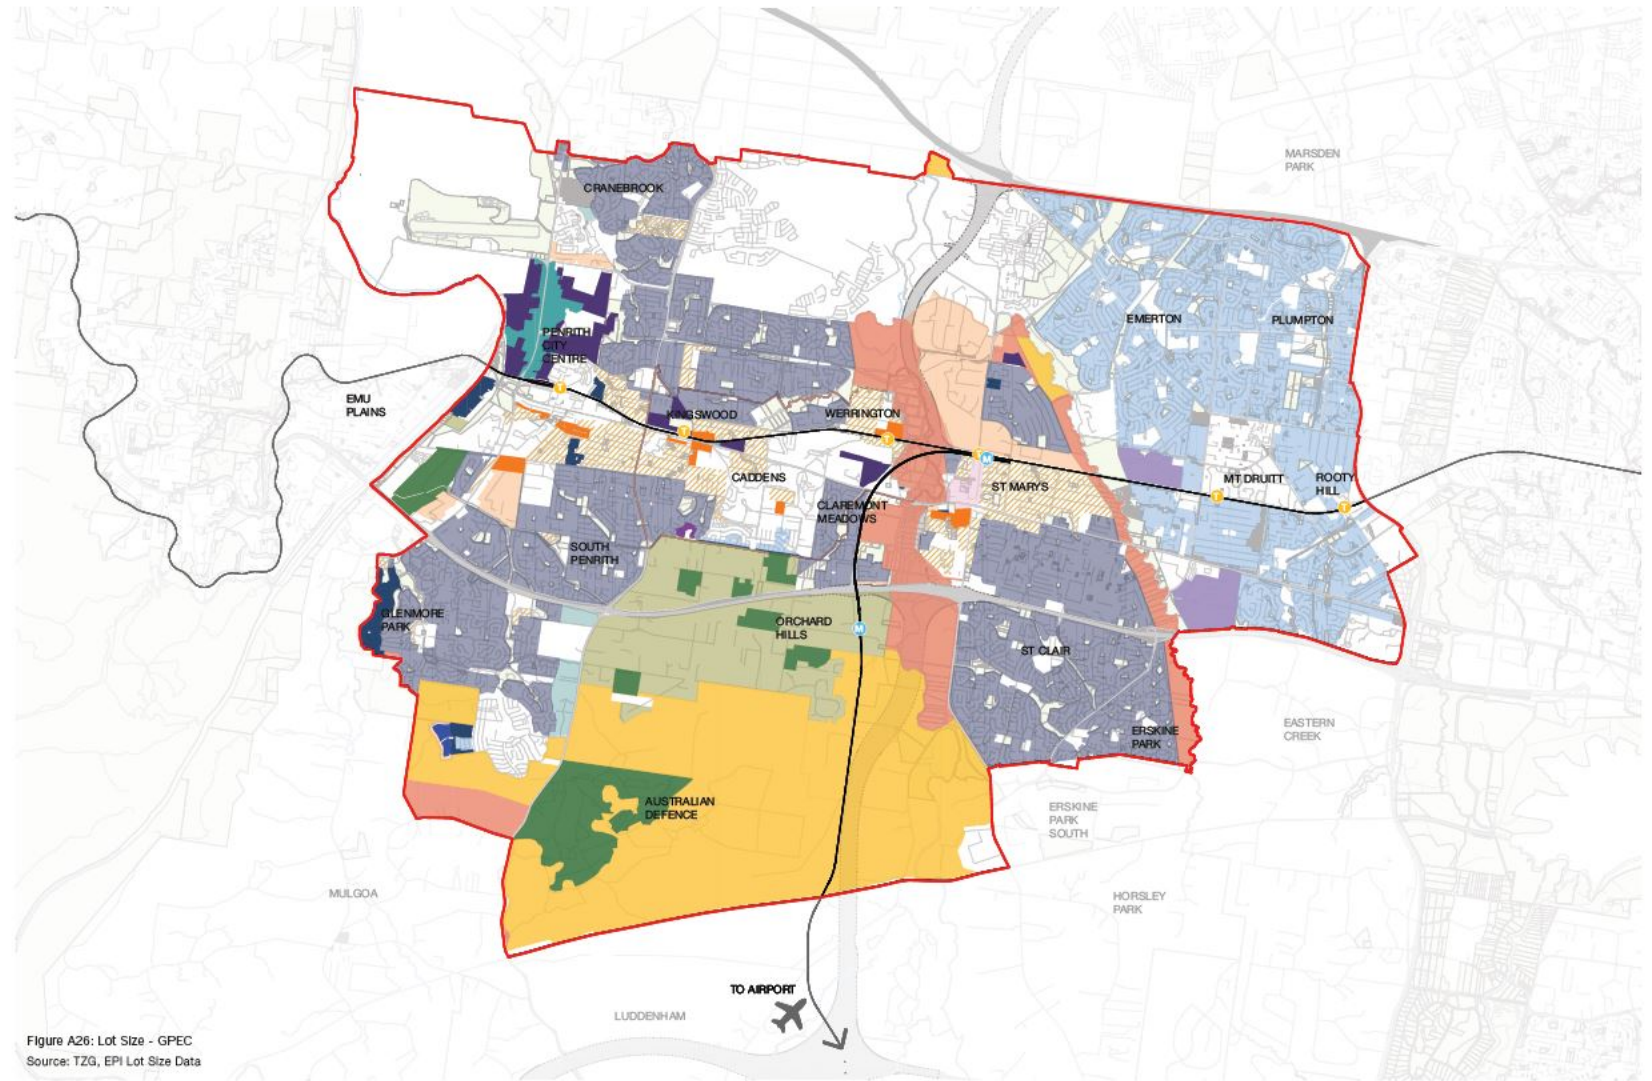 MARSDEN
PARK
CRANEBROOK
EMERTON
PLUMPTON
PENRITH
CITY
CENTRE
EMU
PLAINS
T
KINGSWOOD
T
WERRINGTON
T
T
M
CADDENS
ST MARYS
MT DRUITT
T
ROOTY
HILL
T
CLAREMONT
MEADOWS
SOUTH
PENRITH
GLENMORE
PARK
ORCHARD
HILLS
M
ST CLAIR
ERSKINE
PARK
EASTERN
CREEK
AUSTRALIAN
DEFENCE
ERSKINE
PARK
SOUTH
MULGOA
HORSLEY
PARK
TO AIRPORT
LUDDENHAM
Figure A26: Lot Size - GPEC
Source: TZG, EPI Lot Size Data